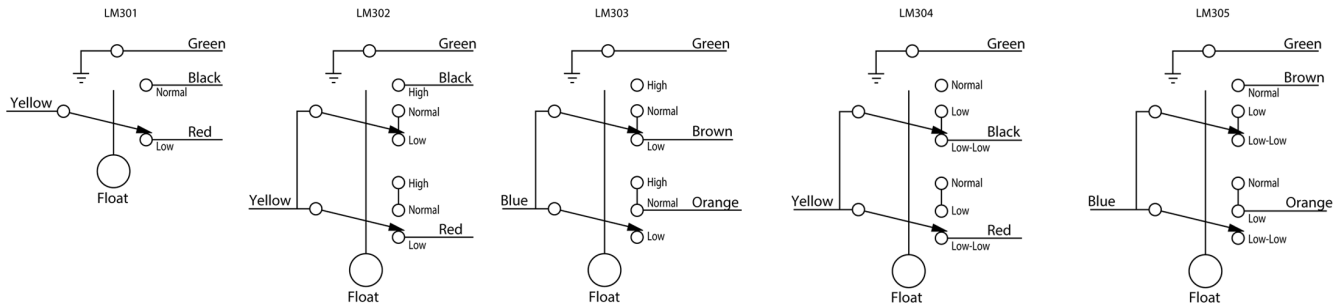 LM301
Green
Black
Normal
Yellow
Red
Low
Float
LM302
Green
Black
High
Normal
Low
High
Yellow
Normal
Red
Low
Float
LM303
Green
High
Normal
Brown
Low
High
Blue
Normal
Orange
Low
Float
LM304
Green
Normal
Low
Black
Low-Low
Normal
Yellow
Low
Red
Low-Low
Float
LM305
Green
Brown
Normal
Low
Low-Low
Normal
Blue
Orange
Low
Low-Low
Float